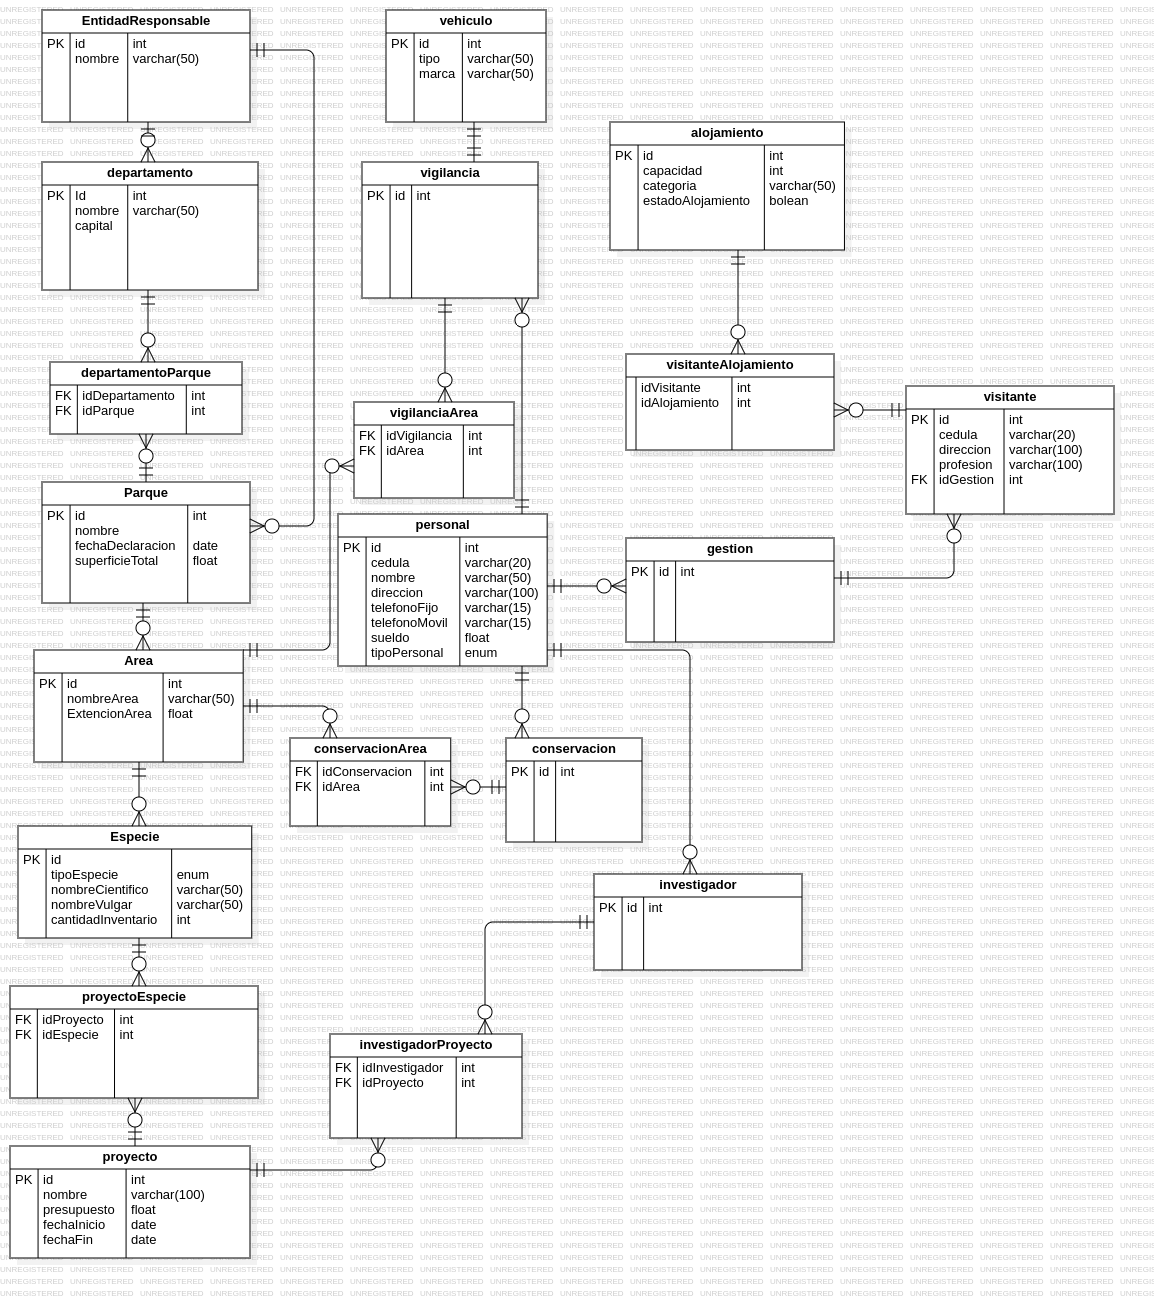 EntidadResponsable
PK id int
nombre varchar(50)
vehiculo
PK id int
tipo varchar(50)
marca varchar(50)
departamento
PK Id int
nombre varchar(50)
capital
vigilancia
PK id int
alojamiento
PK id int
capacidad int
categoria varchar(50)
estadoAlojamiento bolean
departamentoParque
FK idDepartamento int
FK idParque int
vigilanciaArea
FK idVigilancia int
FK idArea int
visitanteAlojamiento
idVisitante int
idAlojamiento int
visitante
PK id int
cedula varchar(20)
direccion varchar(100)
profesion varchar(100)
FK idGestion int
Parque
PK id int
nombre
fechaDeclaracion date
superficieTotal float
personal
PK id int
cedula varchar(20)
nombre varchar(50)
direccion varchar(100)
telefonoFijo varchar(15)
telefonoMovil varchar(15)
sueldo float
tipoPersonal enum
gestion
PK id int
Area
PK id int
nombreArea varchar(50)
ExtencionArea float
conservacionArea
FK idConservacion int
FK idArea int
conservacion
PK id int
Especie
PK id
tipoEspecie enum
nombreCientifico varchar(50)
nombreVulgar varchar(50)
cantidadInventario int
investigador
PK id int
proyectoEspecie
FK idProyecto int
FK idEspecie int
investigadorProyecto
FK idInvestigador int
FK idProyecto int
proyecto
PK id int
nombre varchar(100)
presupuesto float
fechaInicio date
fechaFin date
UNREGISTERED